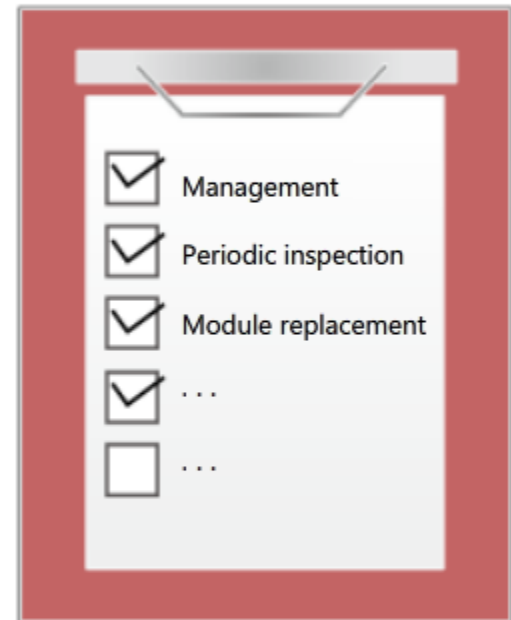 Management
Periodic inspection
Module replacement
. . .
. . .